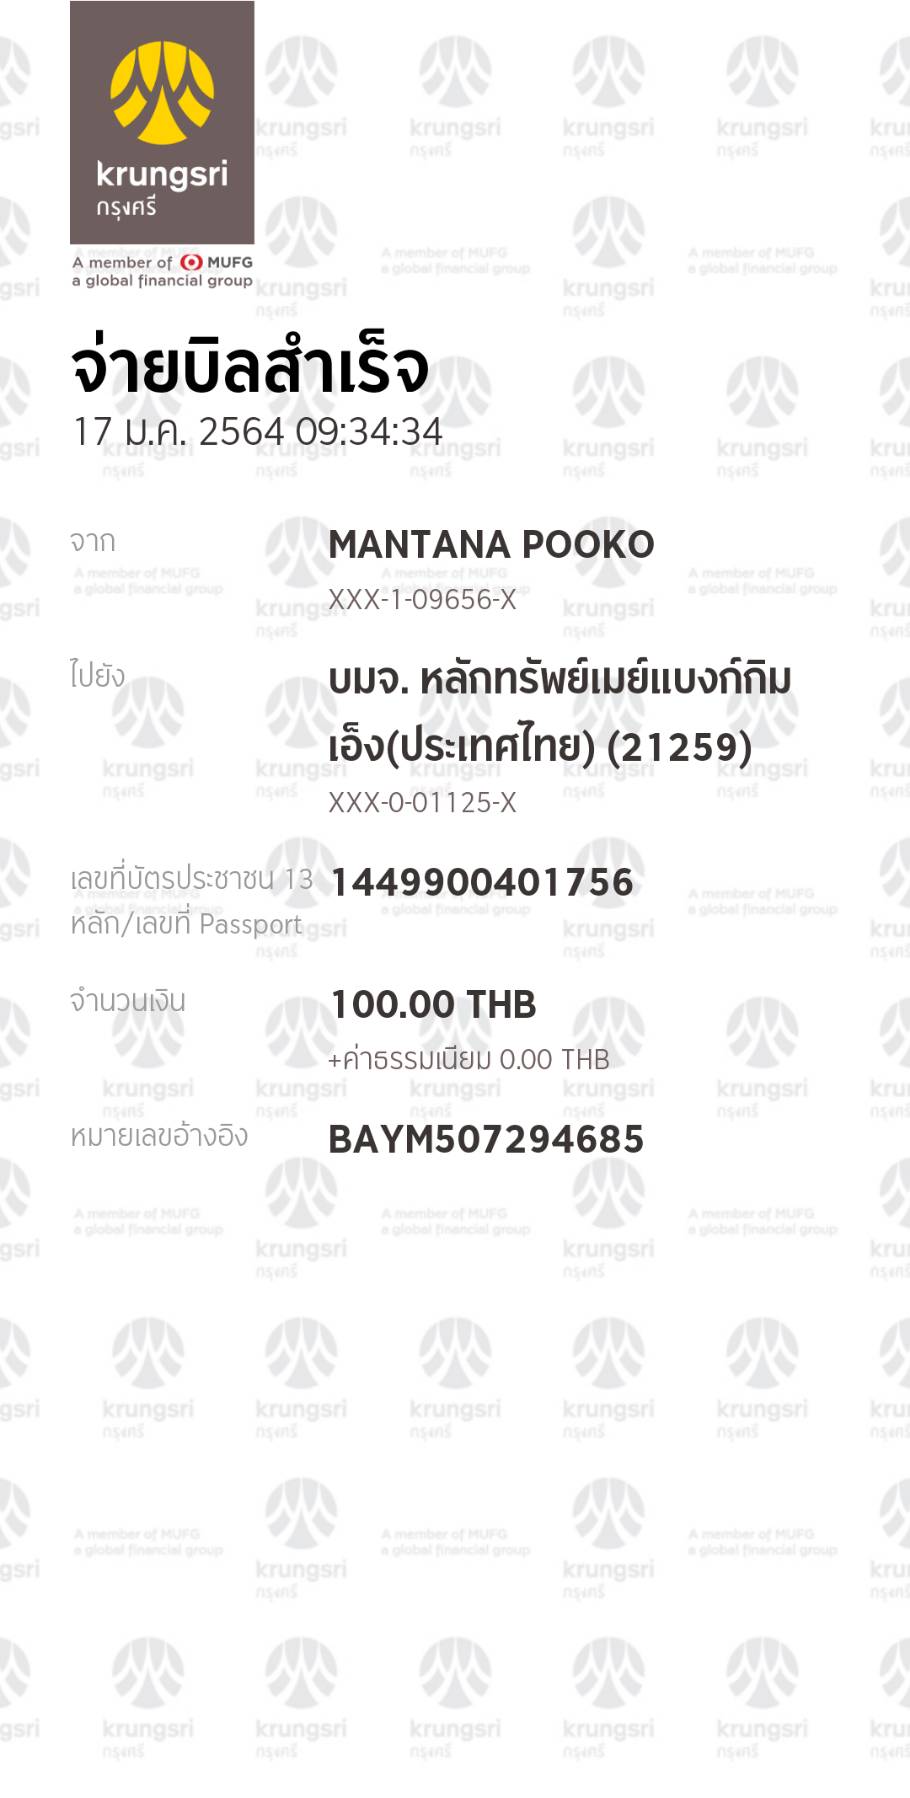 krungsri
กรุงศรี
A member of MUFG
a global financial group
จ่ายบิลสำเร็จ
17 ม.ค. 2564 09:34:34
จาก MANTANA POOKO
XXX-1-09656-X
ไปยัง บมจ. หลักทรัพย์เมย์แบงก์กิม
เอ็ง(ประเทศไทย) (21259)
XXX-0-01125-X
เลขที่บัตรประชาชน 13 1449900401756
หลัก/เลขที่ Passport
จำนวนเงิน 100.00 THB
+ค่าธรรมเนียม 0.00 THB
หมายเลขอ้างอิง BAYM507294685